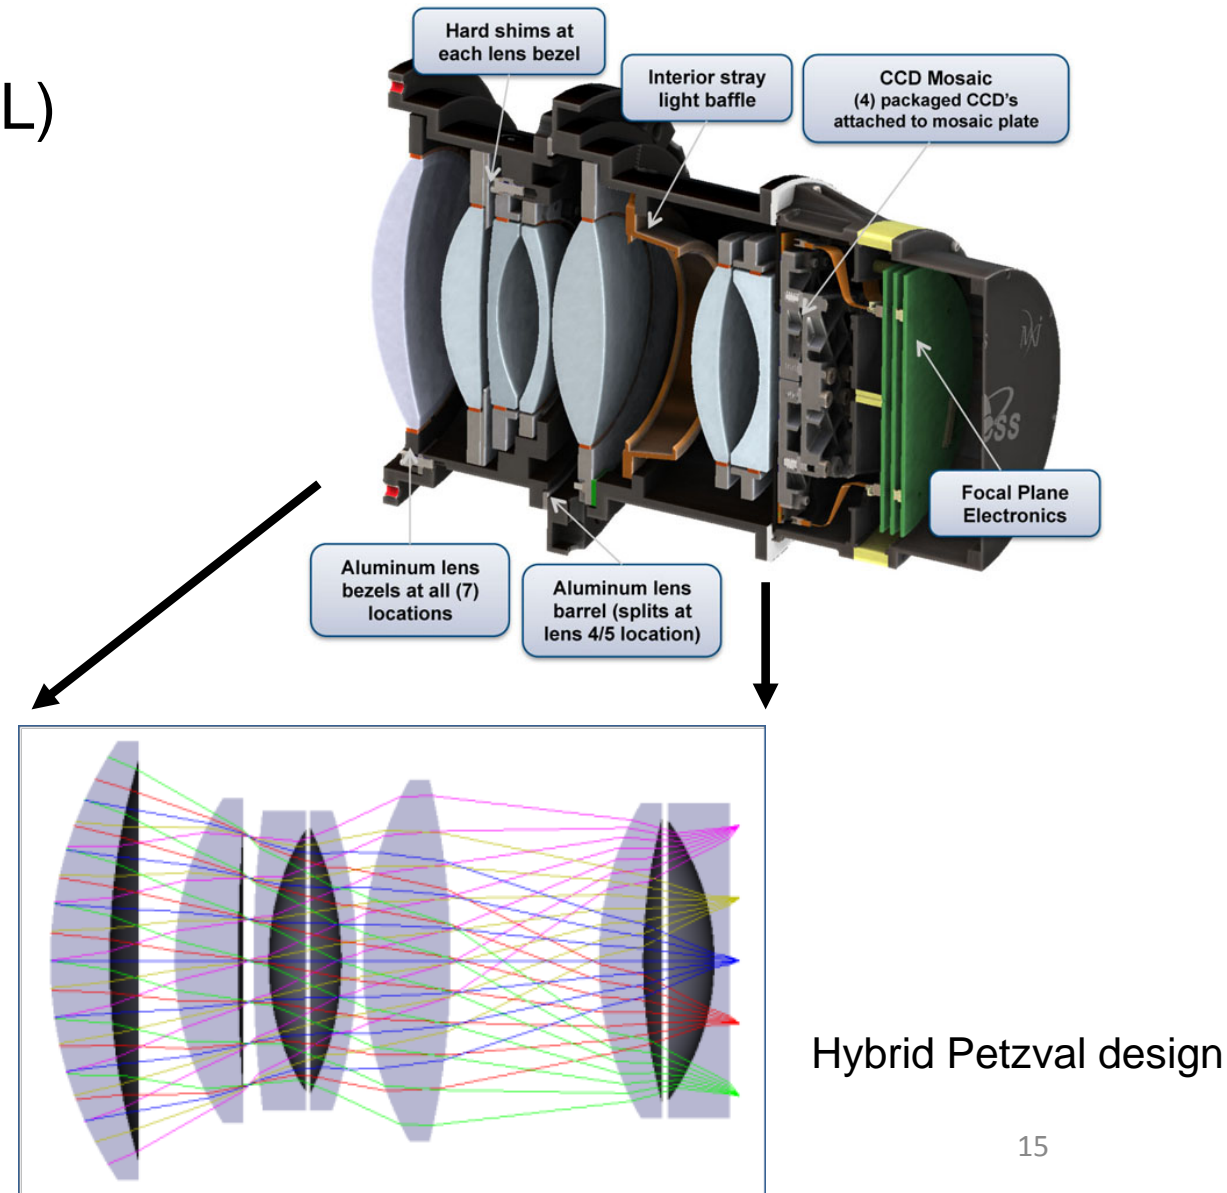 L)
Hard shims at
each lens bezel
Interior stray
light baffle
CCD Mosaic
(4) packaged CCD's
attached to mosaic plate
ss
Focal Plane
Electronics
Aluminum lens
bezels at all (7)
locations
Aluminum lens
barrel (splits at
lens 4/5 location)
Hybrid Petzval design
15